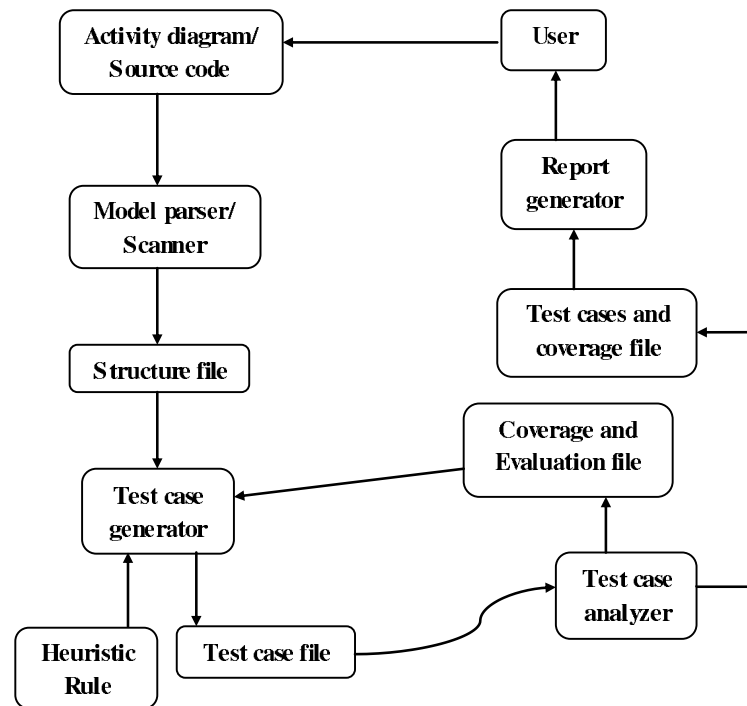 Activity diagram/
Source code
User
Report
generator
Model parser/
Scanner
Test cases and
coverage file
Structure file
Coverage and
Evaluation file
Test case
generator
Test case
analyzer
Heuristic
Rule
Test case file